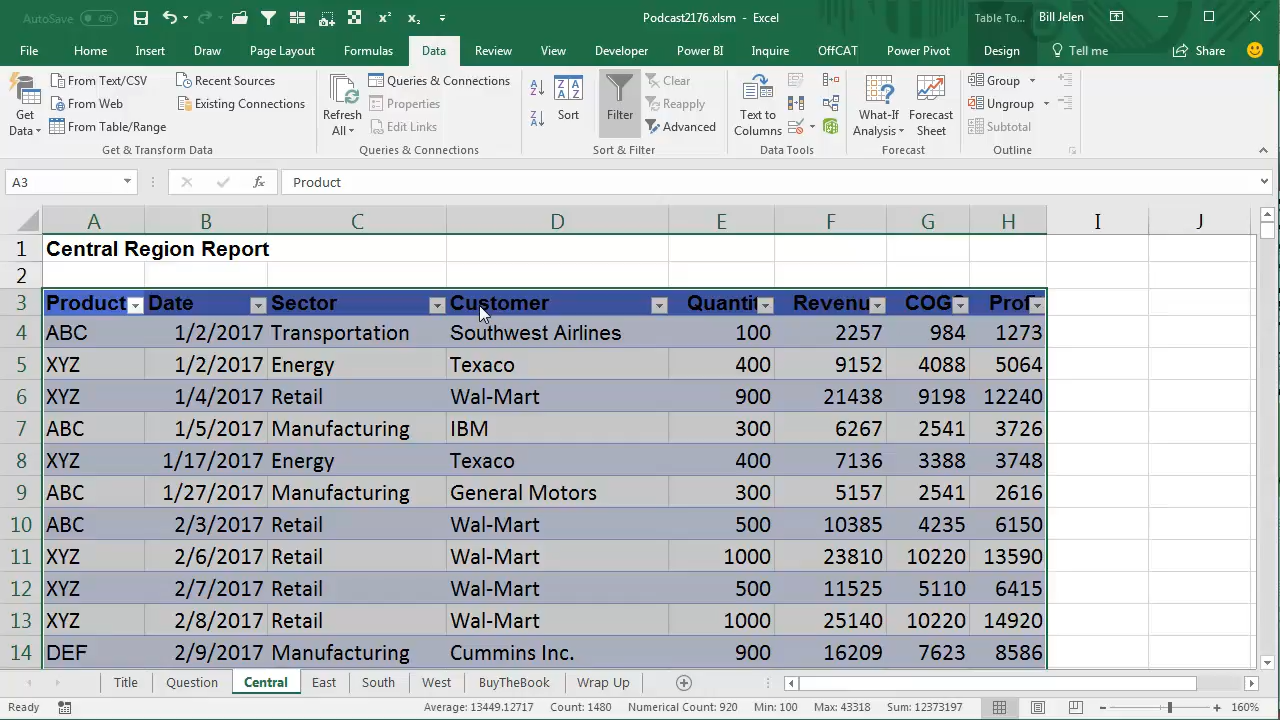 AutoSave Off Podcast2176.xlsm - Excel Table To... Bill Jelen
File Home Insert Draw Page Layout Formulas Data Review View Developer Power BI Inquire OffCAT Power Pivot Design Tell me Share
From Text/CSV Recent Sources Queries & Connections Clear Group
From Web Existing Connections Properties Reapply Ungroup
From Table/Range Edit Links Advanced Subtotal
Get Data Refresh All Sort Filter Text to Columns What-If Analysis Forecast Sheet
Get & Transform Data Queries & Connections Sort & Filter Data Tools Forecast Outline
A3 fx Product
A B C D E F G H I J
1 Central Region Report
2
3 Product Date Sector Customer Quantit Revenu COGS Prof
4 ABC 1/2/2017 Transportation Southwest Airlines 100 2257 984 1273
5 XYZ 1/2/2017 Energy Texaco 400 9152 4088 5064
6 XYZ 1/4/2017 Retail Wal-Mart 900 21438 9198 12240
7 ABC 1/5/2017 Manufacturing IBM 300 6267 2541 3726
8 XYZ 1/17/2017 Energy Texaco 400 7136 3388 3748
9 ABC 1/27/2017 Manufacturing General Motors 300 5157 2541 2616
10 ABC 2/3/2017 Retail Wal-Mart 500 10385 4235 6150
11 XYZ 2/6/2017 Retail Wal-Mart 1000 23810 10220 13590
12 XYZ 2/7/2017 Retail Wal-Mart 500 11525 5110 6415
13 XYZ 2/8/2017 Retail Wal-Mart 1000 25140 10220 14920
14 DEF 2/9/2017 Manufacturing Cummins Inc. 900 16209 7623 8586
Title Question Central East South West BuyTheBook Wrap Up
Ready Average: 13449.12717 Count: 1480 Numerical Count: 920 Min: 100 Max: 43318 Sum: 12373197 160%